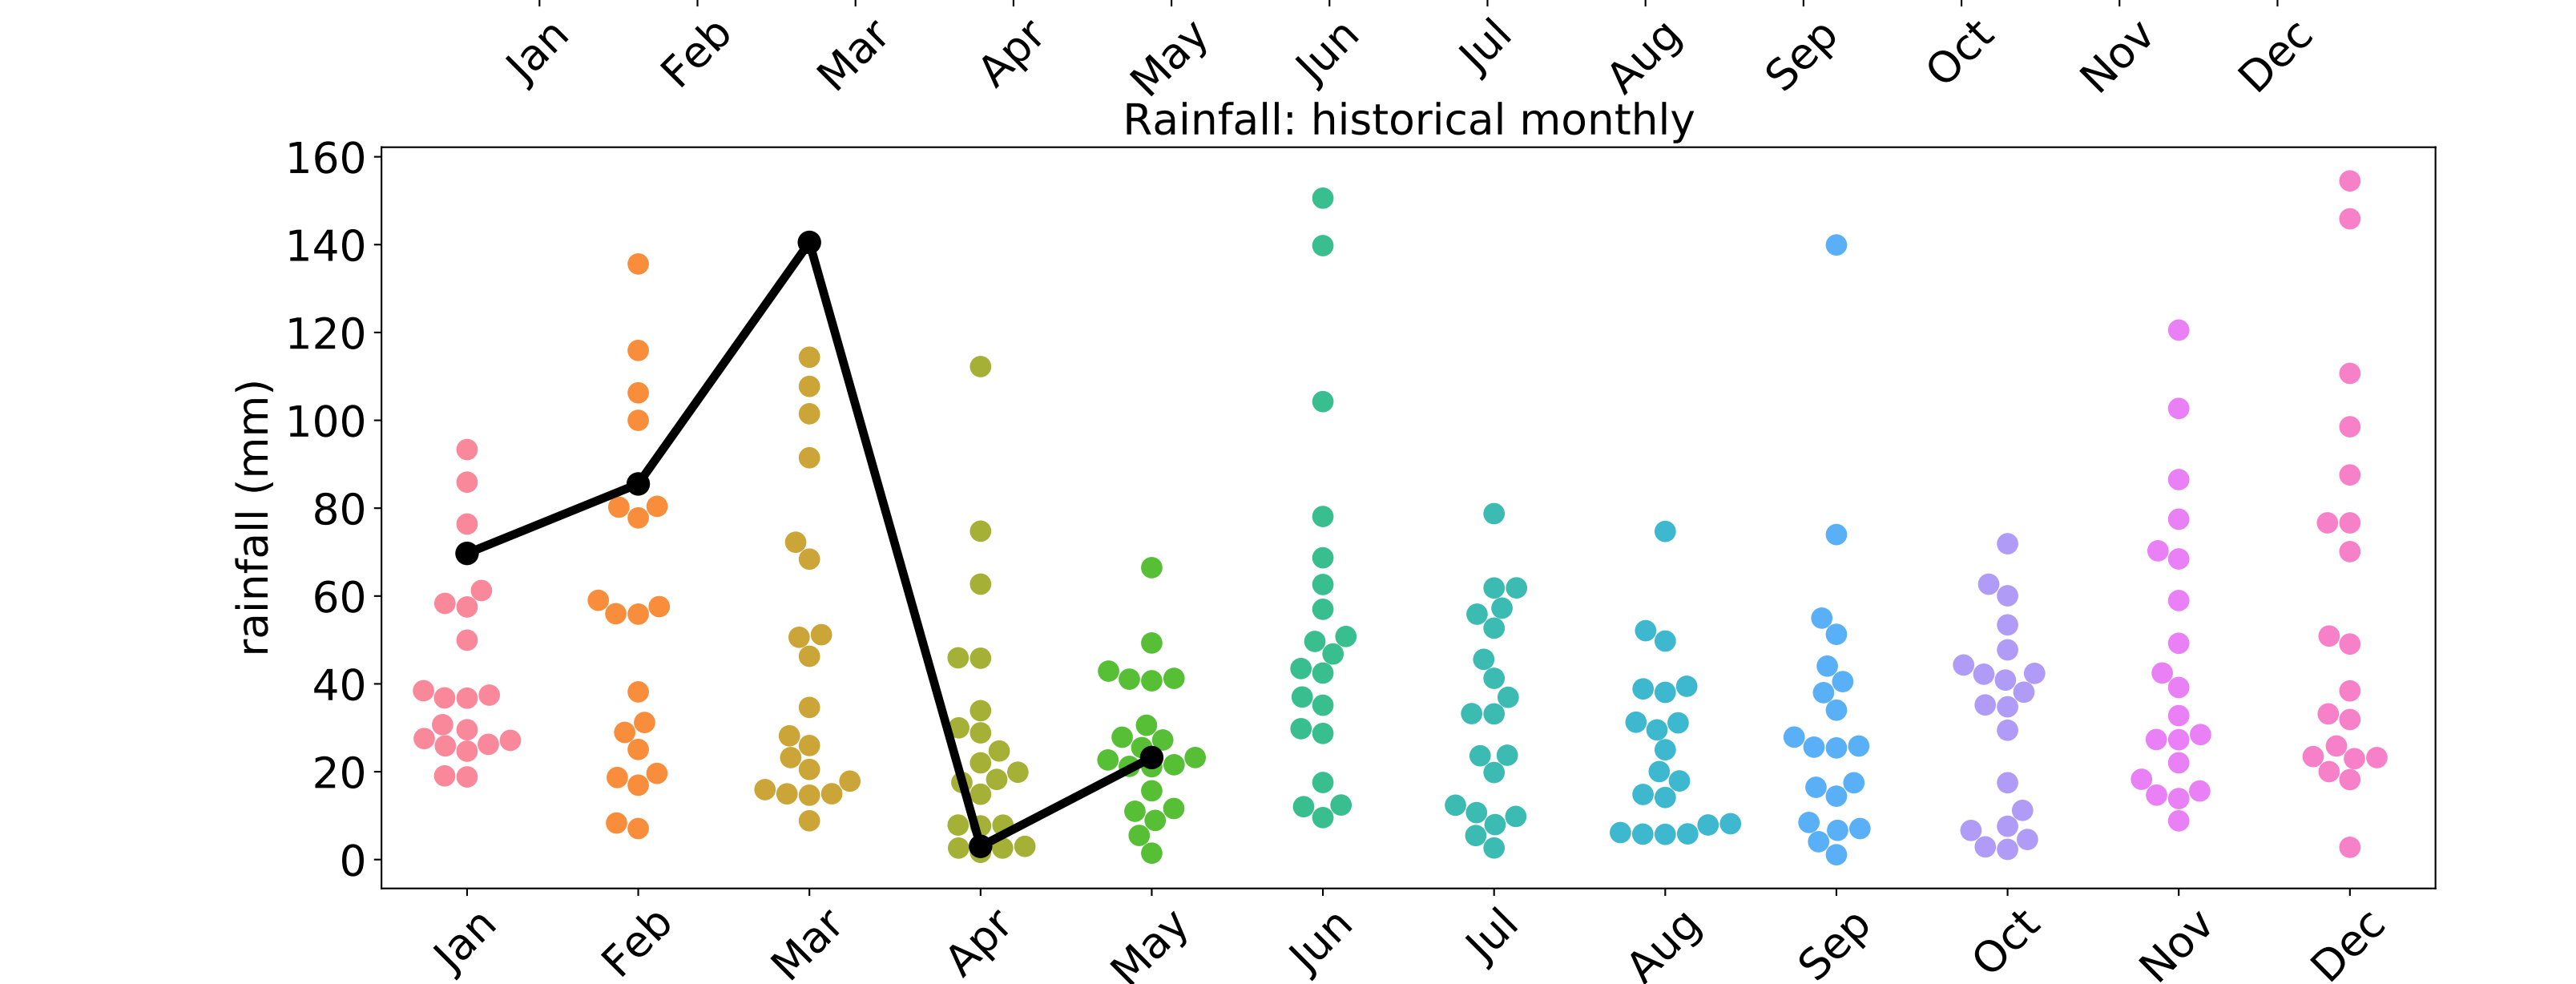 Jan Feb Mar Apr May Jun Jul Aug Sep Oct Nov Dec
Rainfall: historical monthly
160
140
120
100
80
60
40
20
0
rainfall (mm)
Jan Feb Mar Apr May Jun Jul Aug Sep Oct Nov Dec